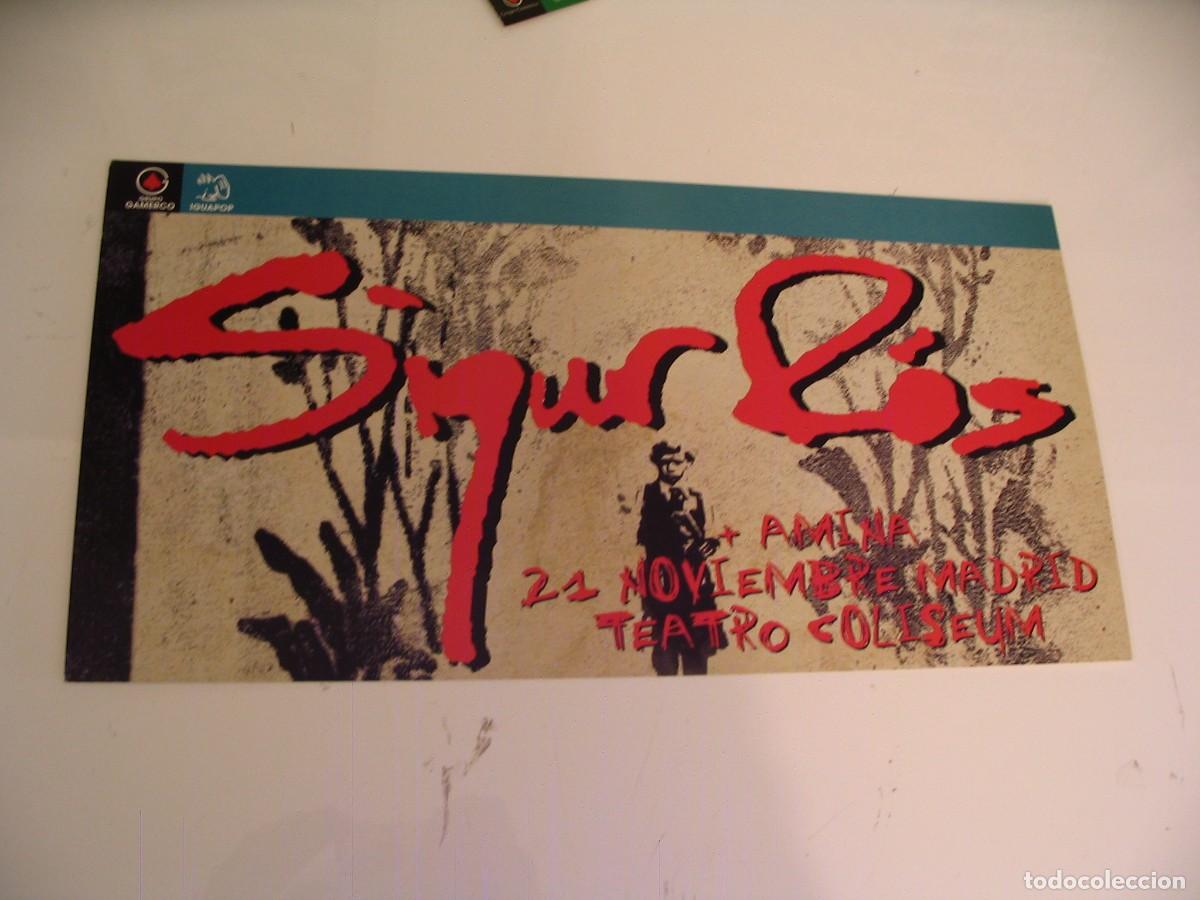 GRUPO
GAMERCO
IGUAPOP
Sigur Rós
+ AMINA
21 NOVIEMBRE MADRID
TEATRO COLISEUM
todocoleccion